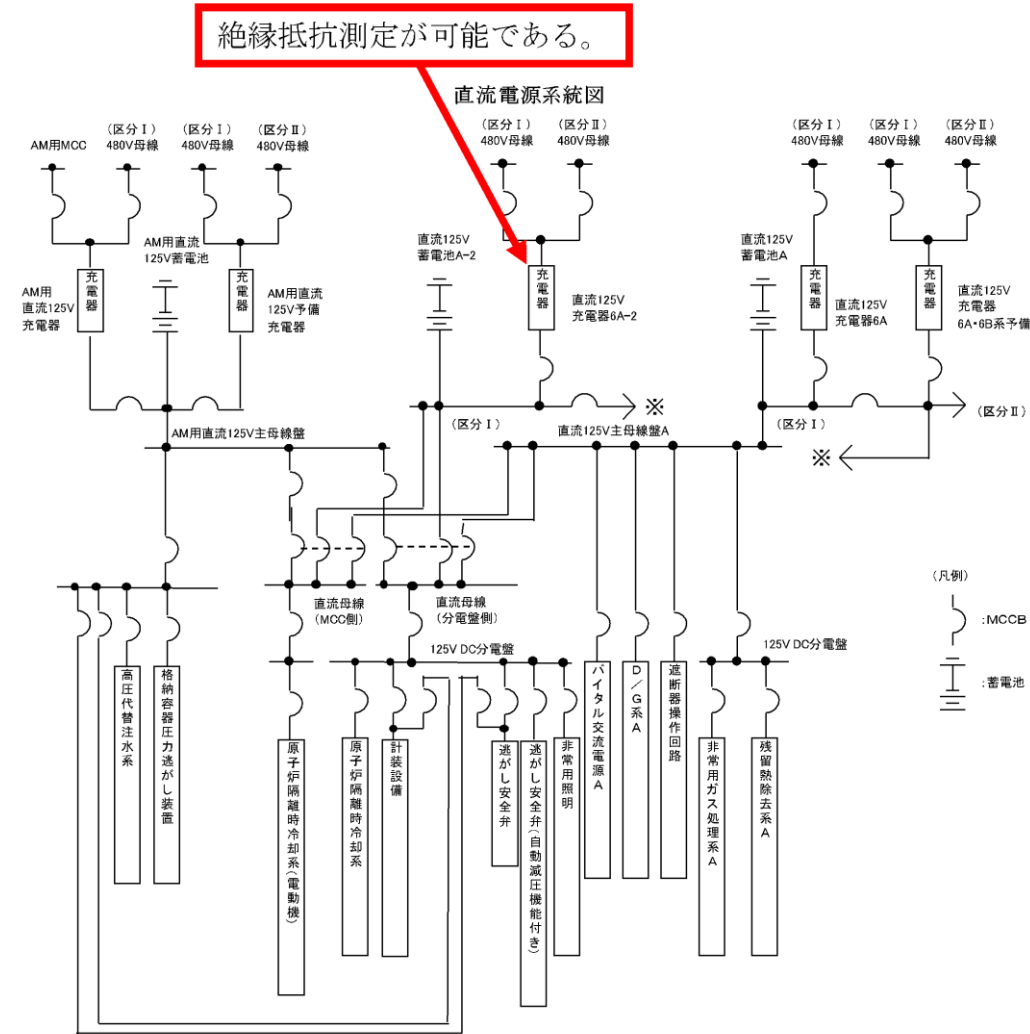 絶縁抵抗測定が可能である。
直流電源系統図
AM用MCC
(区分Ⅰ)
480V母線
(区分Ⅰ)
480V母線
(区分Ⅱ)
480V母線
(区分Ⅰ)
480V母線
(区分Ⅱ)
480V母線
(区分Ⅰ)
480V母線
(区分Ⅰ)
480V母線
(区分Ⅱ)
480V母線
AM用
直流125V
充電器
充電器
AM用直流
125V蓄電池
充電器
AM用直流
125V予備
充電器
直流125V
蓄電池A-2
充電器
直流125V
充電器6A-2
直流125V
蓄電池A
充電器
直流125V
充電器6A
充電器
直流125V
充電器
6A・6B系予備
※
(区分Ⅱ)
AM用直流125V主母線盤
(区分Ⅰ)
直流125V主母線盤A
(区分Ⅰ)
※
直流母線
(MCC側)
直流母線
(分電盤側)
(凡例)
:MCCB
:蓄電池
125V DC分電盤
125V DC分電盤
高圧代替注水系
格納容器圧力逃がし装置
原子炉隔離時冷却系(電動機)
原子炉隔離時冷却系
計装設備
逃がし安全弁
逃がし安全弁(自動減圧機能付き)
非常用照明
バイタル交流電源A
D/G系A
遮断器操作回路
非常用ガス処理系A
残留熱除去系A